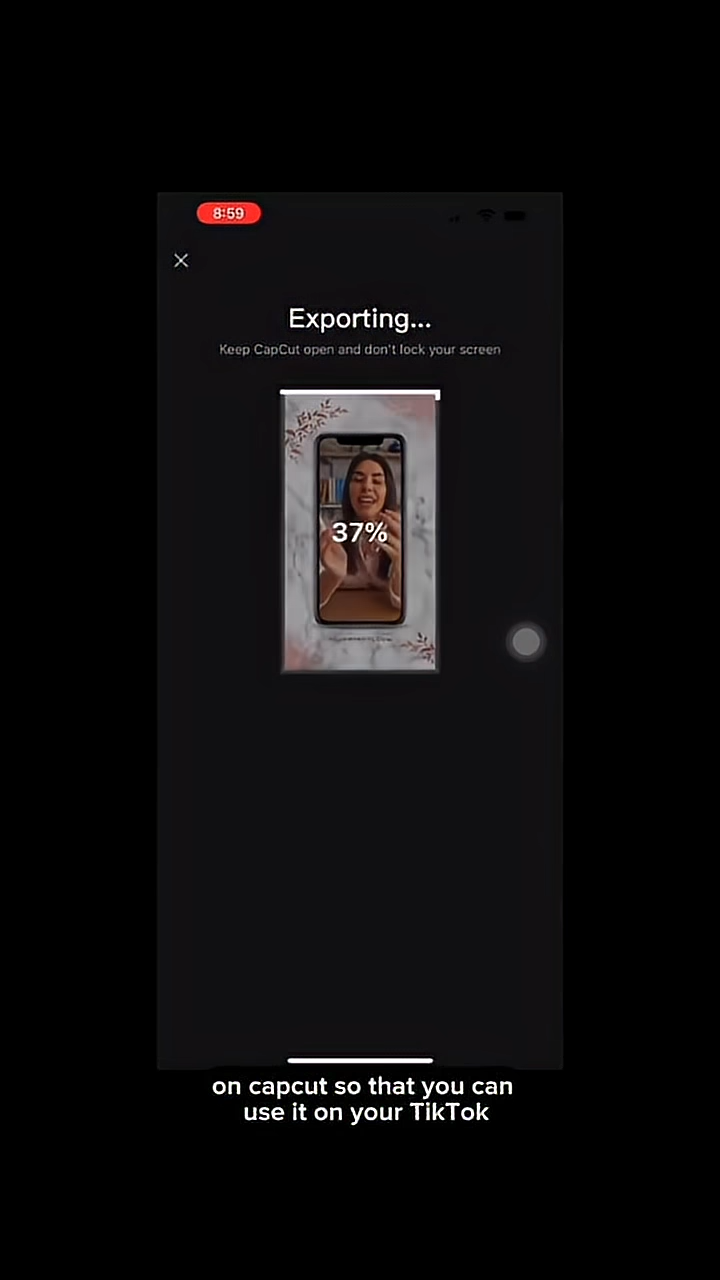 8:59
Exporting...
Keep CapCut open and don't lock your screen
37%
on capcut so that you can
use it on your TikTok